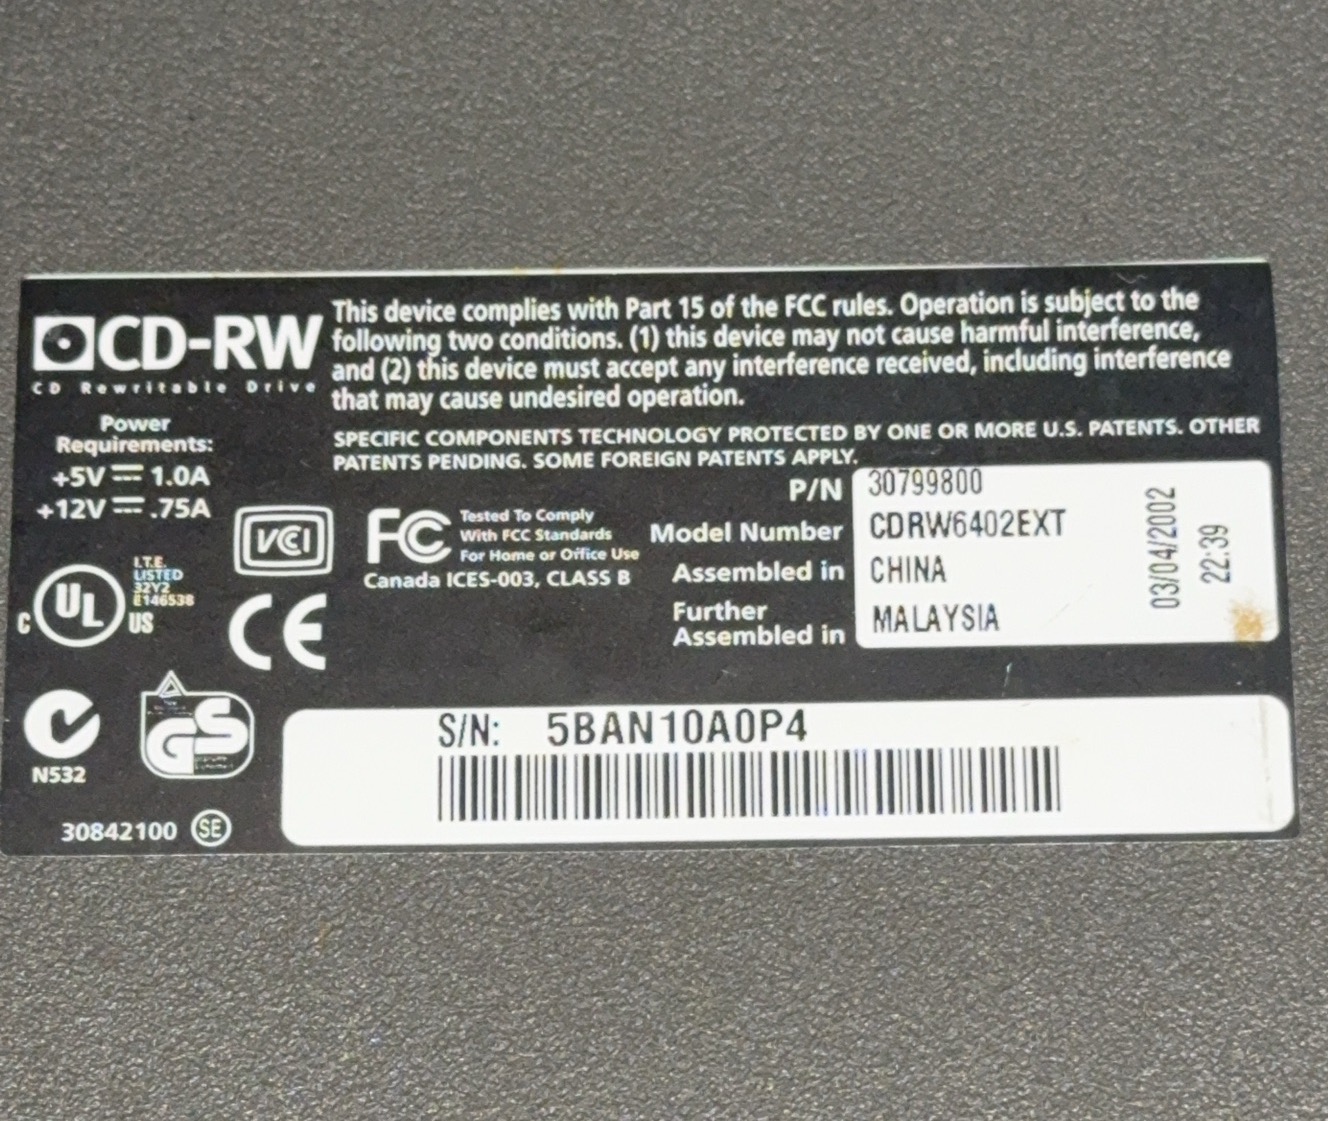 CD-RW
CD Rewritable Drive
This device complies with Part 15 of the FCC rules. Operation is subject to the
following two conditions. (1) this device may not cause harmful interference,
and (2) this device must accept any interference received, including interference
that may cause undesired operation.
SPECIFIC COMPONENTS TECHNOLOGY PROTECTED BY ONE OR MORE U.S. PATENTS. OTHER
PATENTS PENDING. SOME FOREIGN PATENTS APPLY.
Power
Requirements:
+5V 1.0A
+12V .75A
C UL US
I.T.E.
LISTED
32Y2
E146538
VCI
CE
FC
Tested To Comply
With FCC Standards
For Home or Office Use
Canada ICES-003, CLASS B
P/N 30799800
Model Number CDRW6402EXT
Assembled in CHINA
Further
Assembled in MALAYSIA
03/04/2002
22:39
N532
GS
30842100 SE
S/N: 5BAN10A0P4